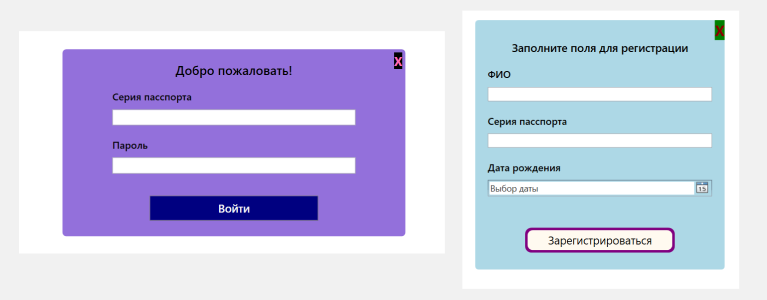 Добро пожаловать!
X
Серия паспорта
Пароль
Войти
X
Заполните поля для регистрации
ФИО
Серия паспорта
Дата рождения
Выбор даты
15
Зарегистрироваться